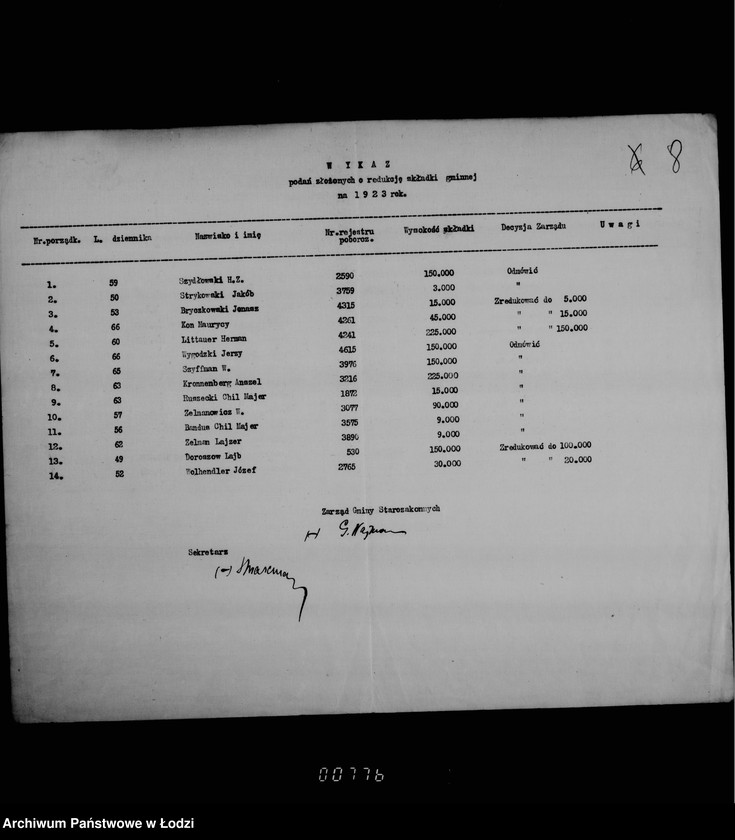 8
W Y K A Z
podań złożonych o redukcję składki gminnej
na 1 9 2 3 rok.
Nr.porządk. L. dziennika Nazwisko i imię Nr.rejestru poborcz. Wysokość składki Decyzja Zarządu U w a g i
1. 59 Szydłowski H.Z. 2590 150.000 Odmówić
2. 50 Strykowski Jakób 3759 3.000 "
3. 53 Bryszkowski Jonasz 4315 15.000 Zredukować do 5.000
4. 66 Kon Maurycy 4261 45.000 " " 15.000
5. 60 Littauer Herman 4241 225.000 " " 150.000
6. 66 Wygodzki Jerzy 4615 150.000 Odmówić
7. 65 Szyffman W. 3976 150.000 "
8. 63 Kronnenberg Anszel 3216 225.000 "
9. 63 Ruszecki Chil Majer 1872 15.000 "
10. 57 Zelmanowicz W. 3077 90.000 "
11. 56 Bandus Chil Majer 3575 9.000 "
12. 62 Zelman Lajzer 3890 9.000 "
13. 49 Doroszow Lajb 530 150.000 Zredukować do 100.000
14. 52 Wolhendler Józef 2765 30.000 " " 20.000
Zarząd Gminy Starozakonnych
(-) G.
Sekretarz
(-)
00776
Archiwum Państwowe w Łodzi